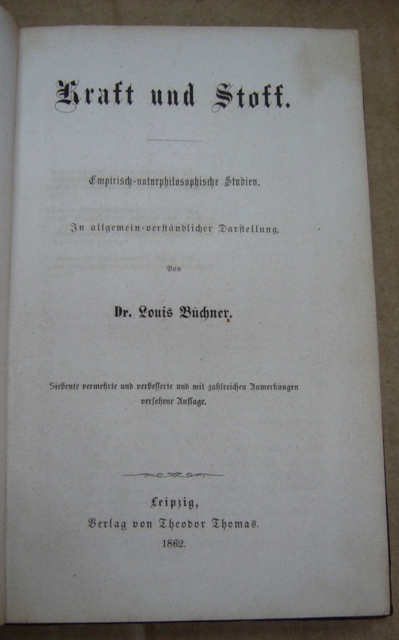 Kraft und Stoff.
Empirisch-naturphilosophische Studien.
In allgemein-verständlicher Darstellung.
Von
Dr. Louis Büchner.
Siebente vermehrte und verbesserte und mit zahlreichen Anmerkungen
versehene Auflage.
Leipzig,
Verlag von Theodor Thomas.
1862.